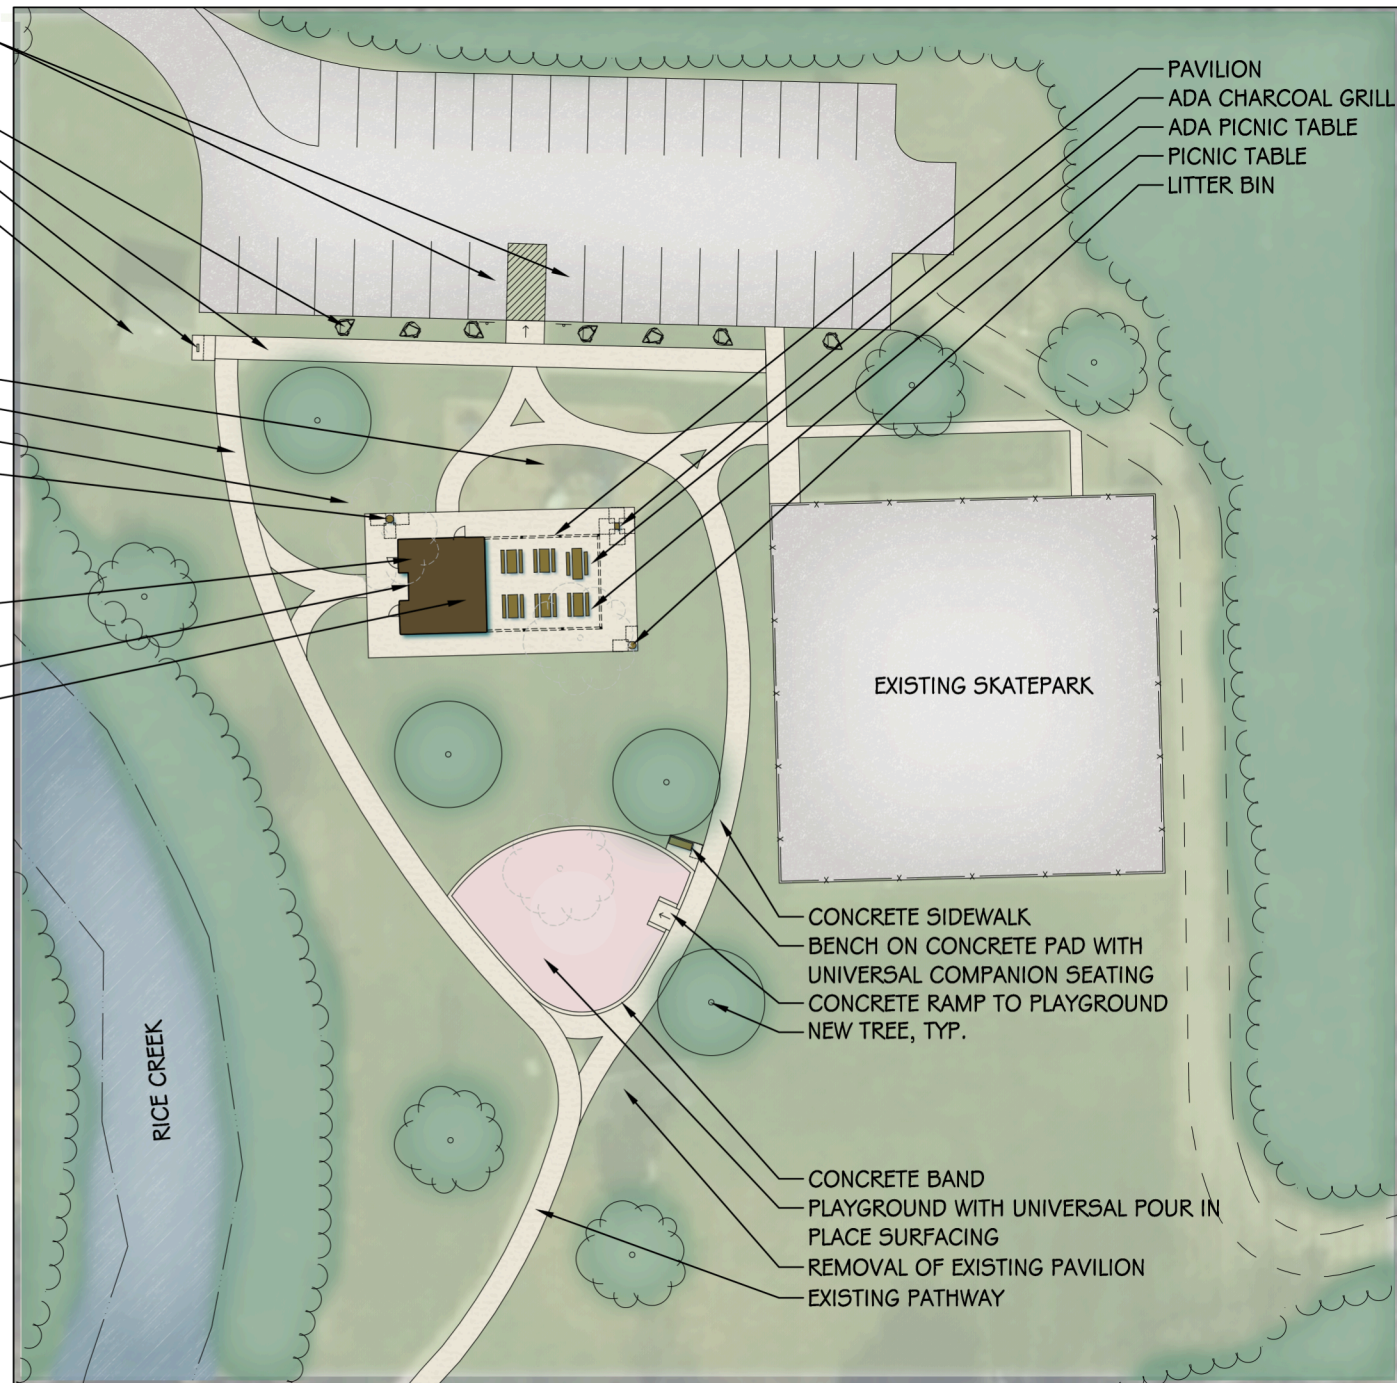 PAVILION
ADA CHARCOAL GRILL
ADA PICNIC TABLE
PICNIC TABLE
LITTER BIN
EXISTING SKATEPARK
CONCRETE SIDEWALK
BENCH ON CONCRETE PAD WITH
UNIVERSAL COMPANION SEATING
CONCRETE RAMP TO PLAYGROUND
NEW TREE, TYP.
RICE CREEK
CONCRETE BAND
PLAYGROUND WITH UNIVERSAL POUR IN
PLACE SURFACING
REMOVAL OF EXISTING PAVILION
EXISTING PATHWAY